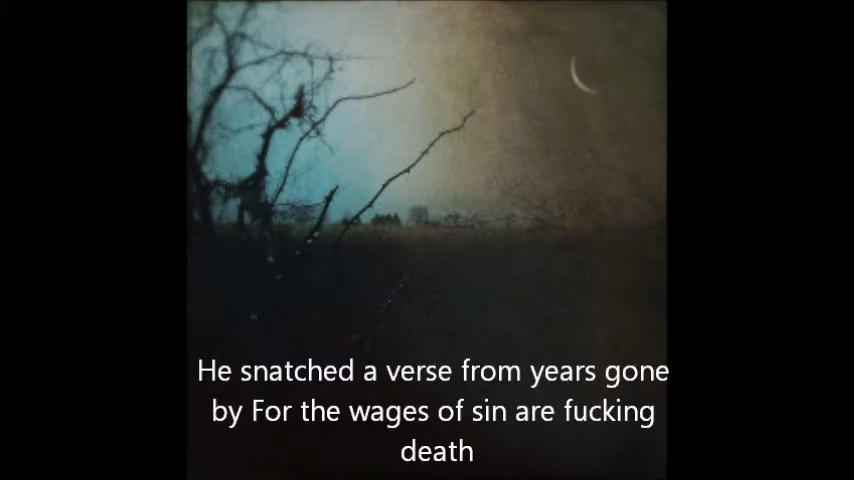 He snatched a verse from years gone
by For the wages of sin are fucking
death